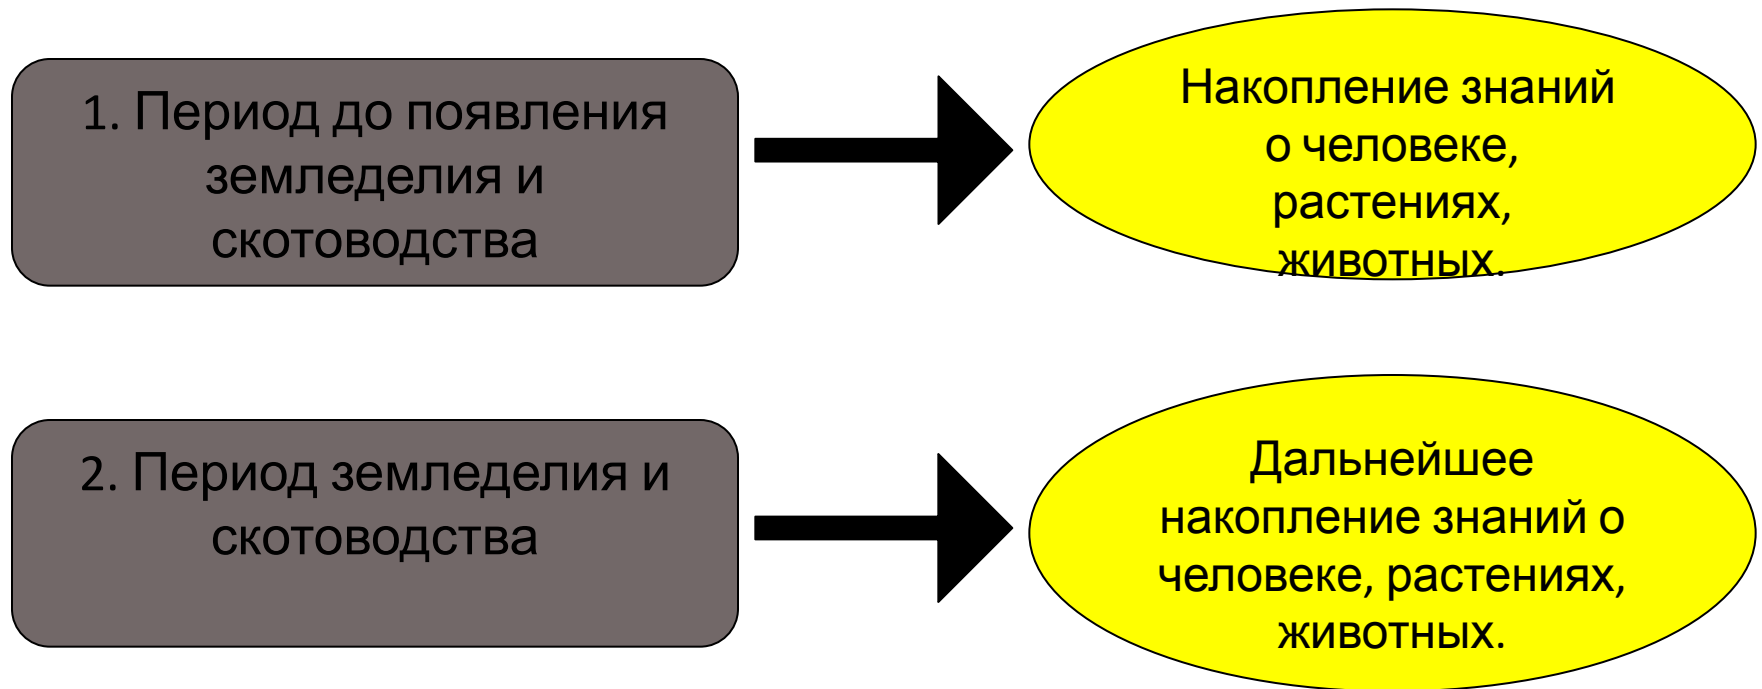 1. Период до появления
земледелия и
скотоводства
Накопление знаний
о человеке,
растениях,
животных.
2. Период земледелия и
скотоводства
Дальнейшее
накопление знаний о
человеке, растениях,
животных.